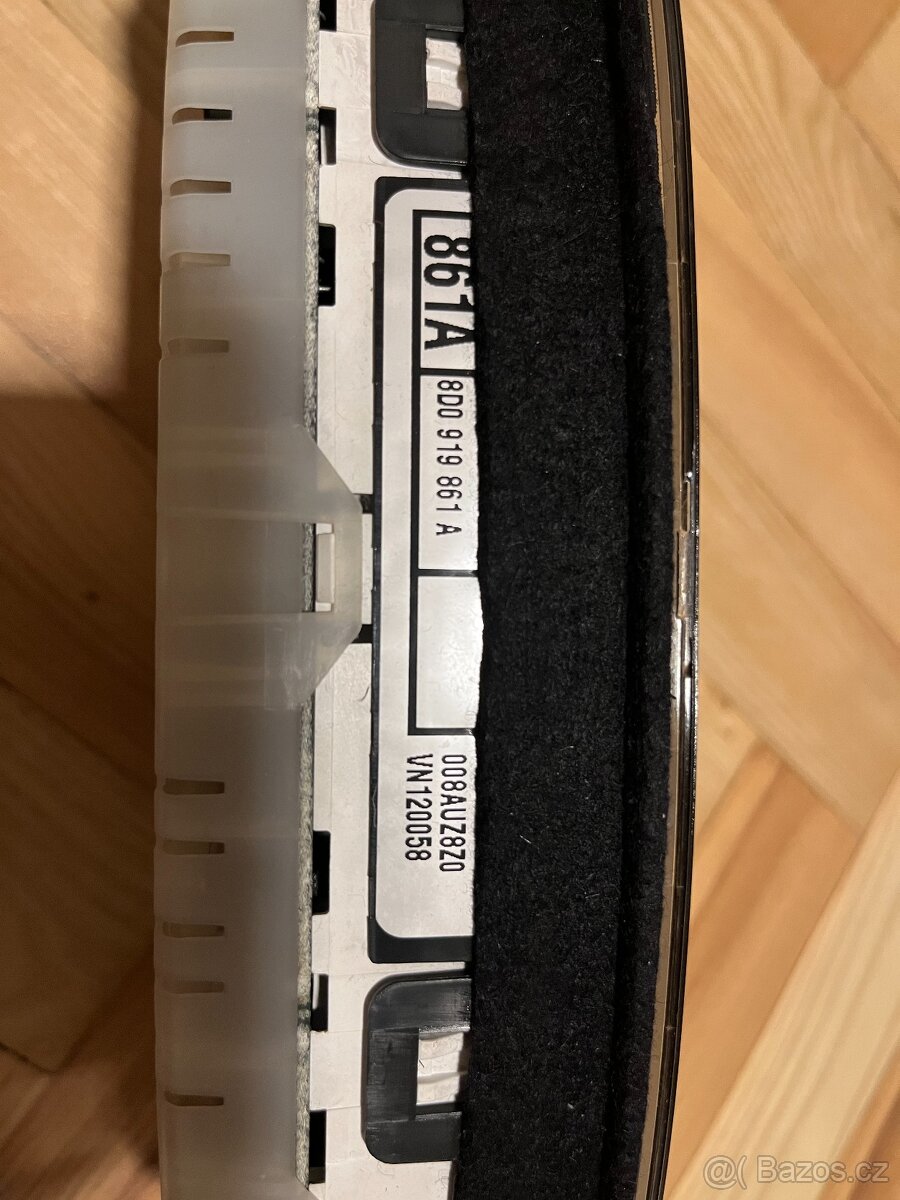 861A
8D0 919 861 A
008AUZ8Z0
VN120058
@( Bazos.cz